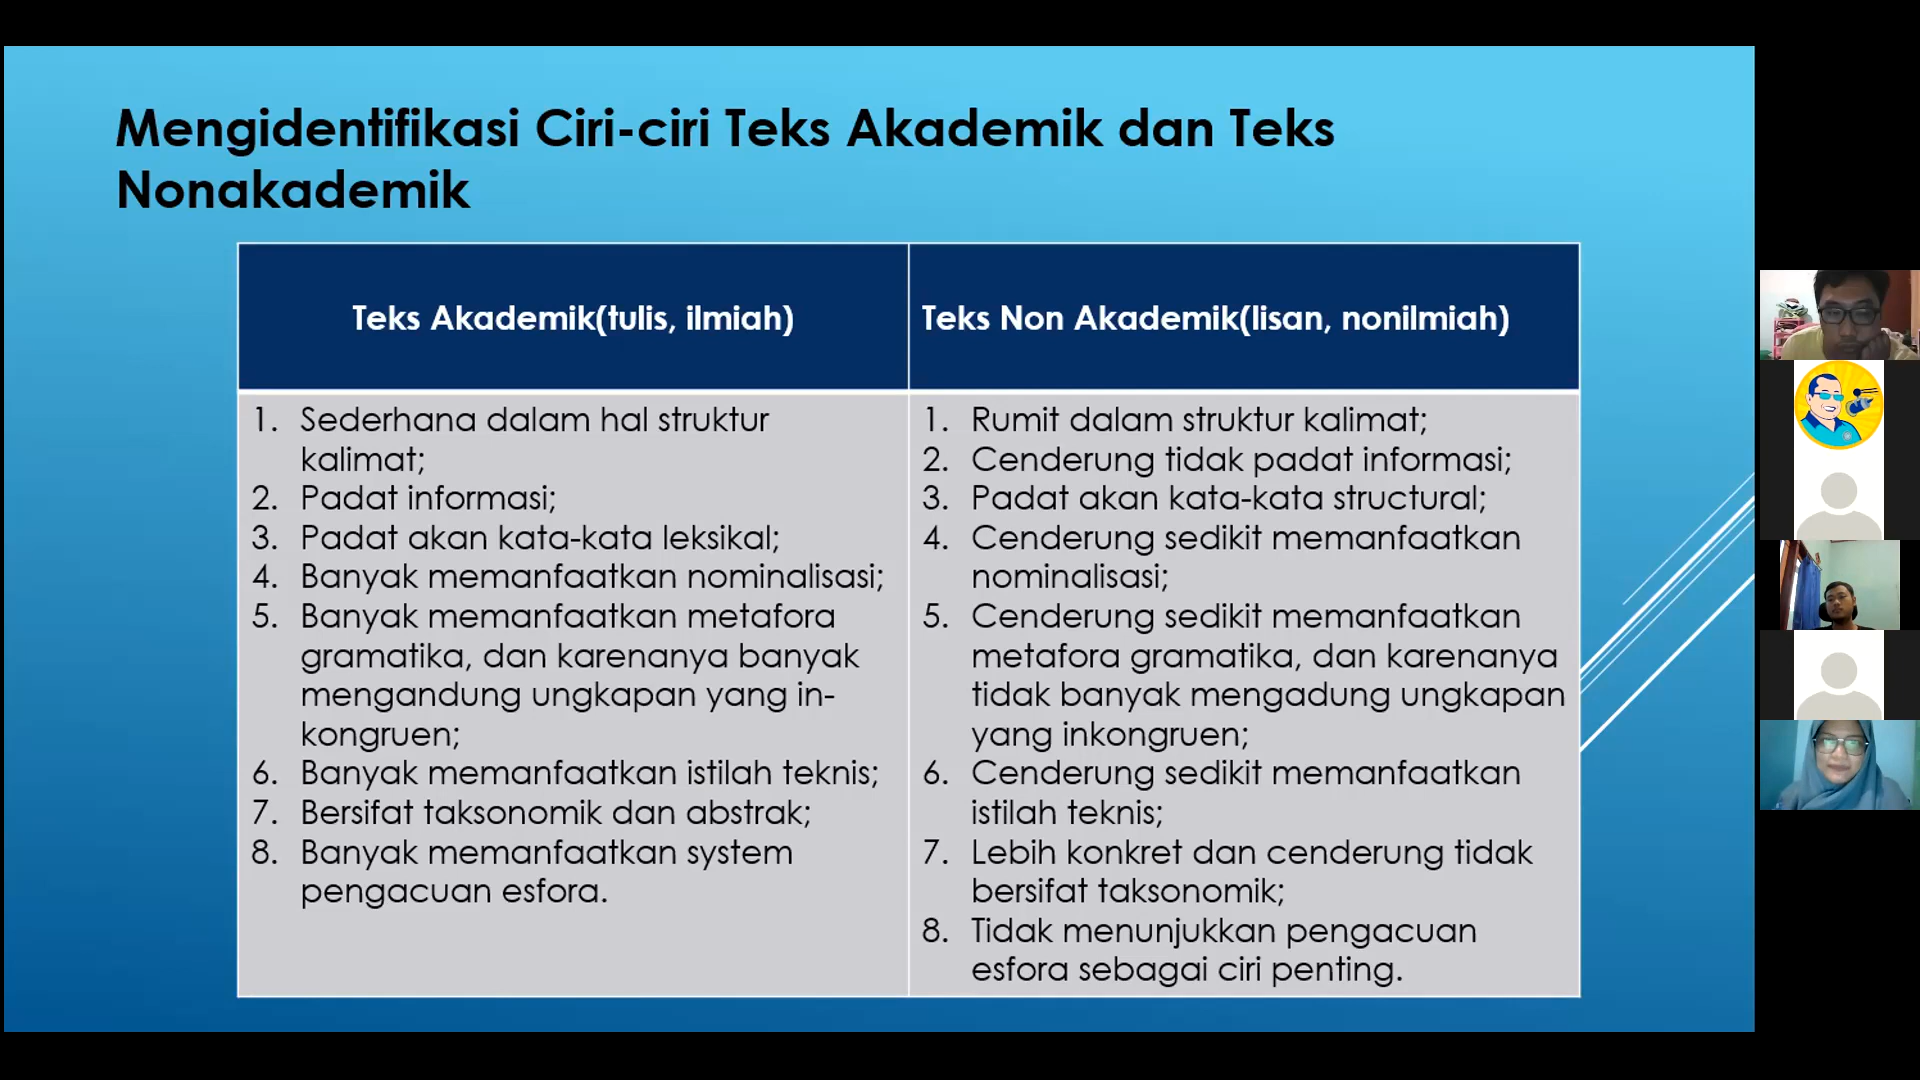 Mengidentifikasi Ciri-ciri Teks Akademik dan Teks
Nonakademik
Teks Akademik(tulis, ilmiah)
1. Sederhana dalam hal struktur
kalimat;
2. Padat informasi;
3. Padat akan kata-kata leksikal;
4. Banyak memanfaatkan nominalisasi;
5. Banyak memanfaatkan metafora
gramatika, dan karenanya banyak
mengandung ungkapan yang in-
kongruen;
6. Banyak memanfaatkan istilah teknis;
7. Bersifat taksonomik dan abstrak;
8. Banyak memanfaatkan system
pengacuan esfora.
Teks Non Akademik(lisan, nonilmiah)
1. Rumit dalam struktur kalimat;
2. Cenderung tidak padat informasi;
3. Padat akan kata-kata structural;
4. Cenderung sedikit memanfaatkan
nominalisasi;
5. Cenderung sedikit memanfaatkan
metafora gramatika, dan karenanya
tidak banyak mengadung ungkapan
yang inkongruen;
6. Cenderung sedikit memanfaatkan
istilah teknis;
7. Lebih konkret dan cenderung tidak
bersifat taksonomik;
8. Tidak menunjukkan pengacuan
esfora sebagai ciri penting.